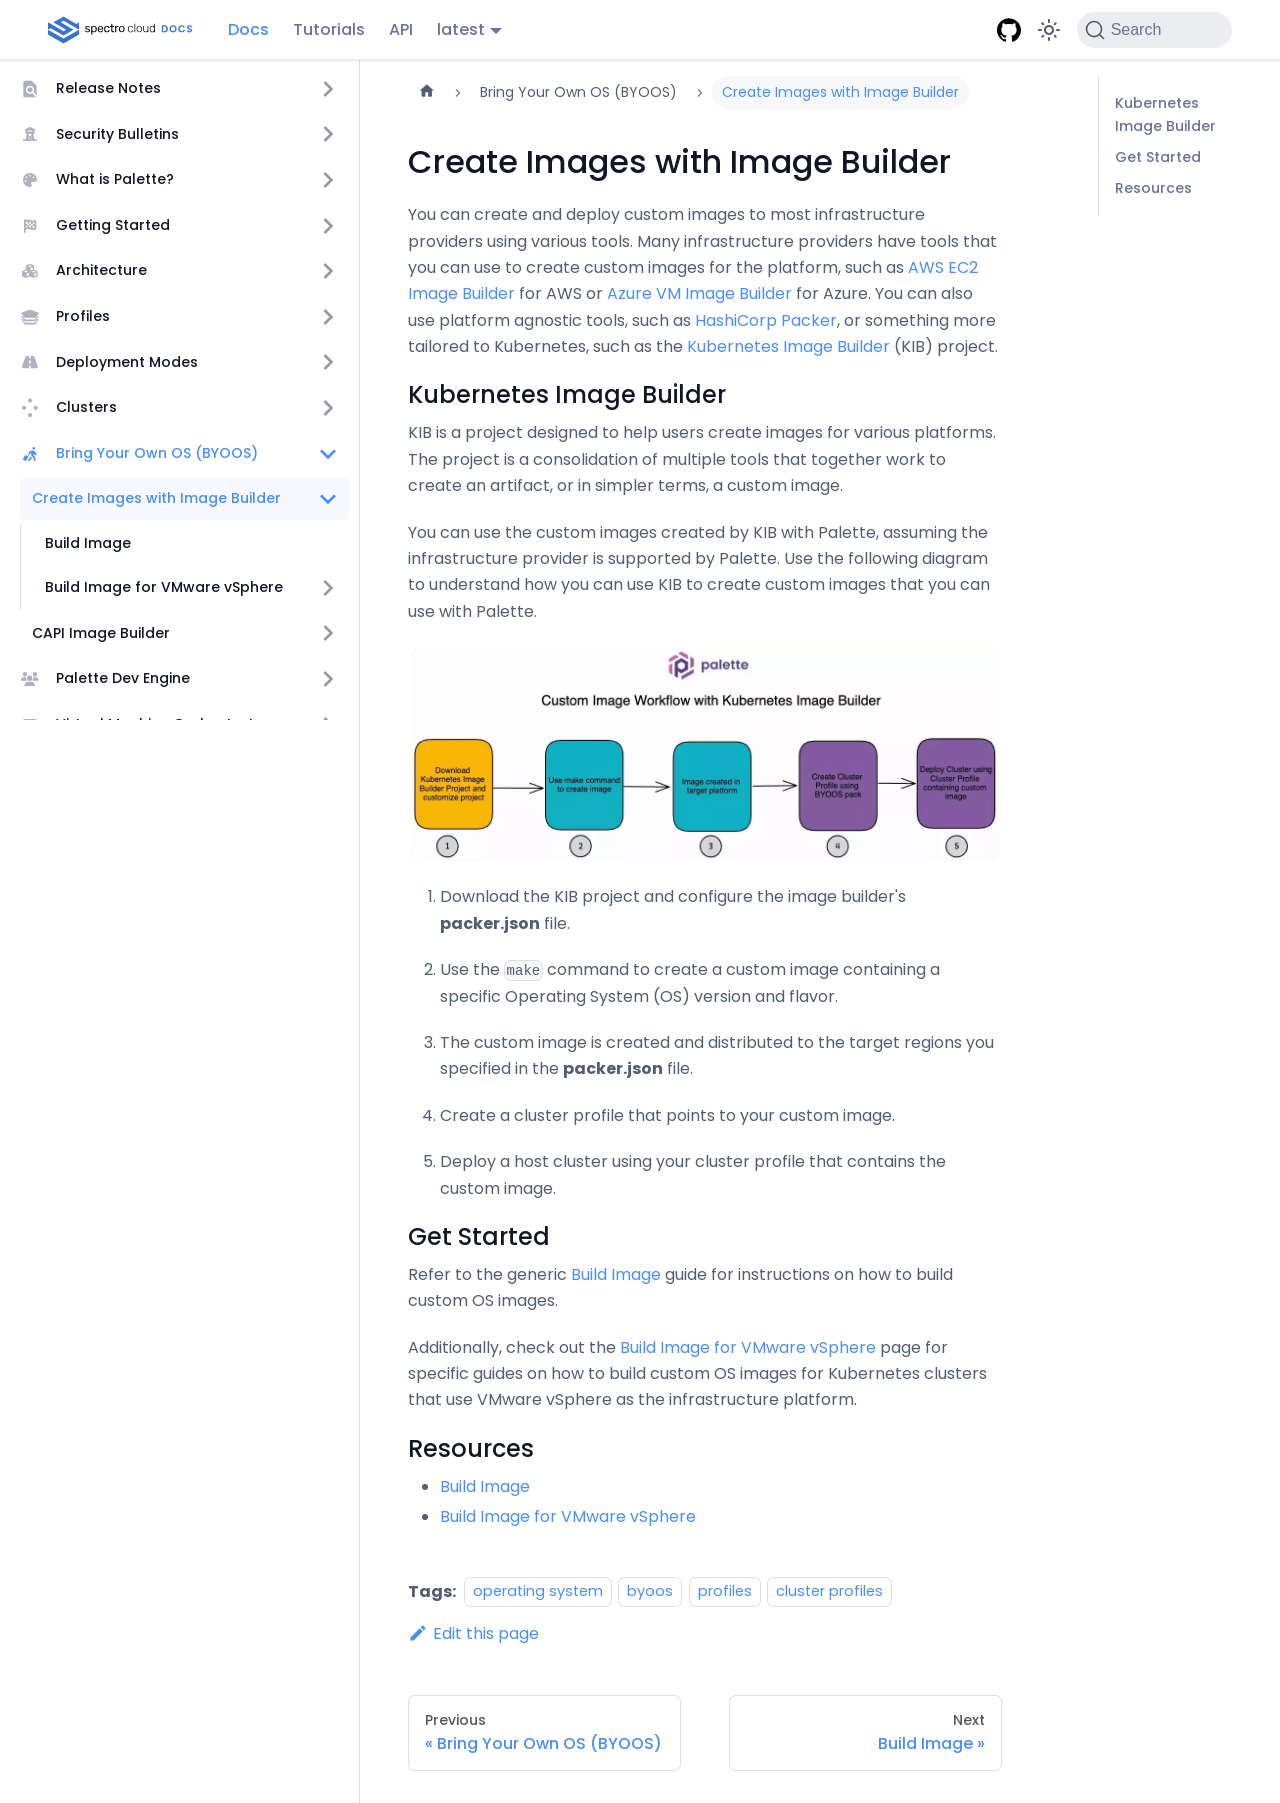 spectro cloud DOCS
Docs
Tutorials
API
latest
Search
Release Notes
Security Bulletins
What is Palette?
Getting Started
Architecture
Profiles
Deployment Modes
Clusters
Bring Your Own OS (BYOOS)
Create Images with Image Builder
Build Image
Build Image for VMware vSphere
CAPI Image Builder
Palette Dev Engine
Bring Your Own OS (BYOOS)
Create Images with Image Builder
Create Images with Image Builder
You can create and deploy custom images to most infrastructure
providers using various tools. Many infrastructure providers have tools that
you can use to create custom images for the platform, such as AWS EC2
Image Builder for AWS or Azure VM Image Builder for Azure. You can also
use platform agnostic tools, such as HashiCorp Packer, or something more
tailored to Kubernetes, such as the Kubernetes Image Builder (KIB) project.
Kubernetes Image Builder
KIB is a project designed to help users create images for various platforms.
The project is a consolidation of multiple tools that together work to
create an artifact, or in simpler terms, a custom image.
You can use the custom images created by KIB with Palette, assuming the
infrastructure provider is supported by Palette. Use the following diagram
to understand how you can use KIB to create custom images that you can
use with Palette.
palette
Custom Image Workflow with Kubernetes Image Builder
Download
Kubernetes Image
Builder Project and
customize project
Use make command
to create image
Image created in
target platform
Create Cluster
Profile using
BYOOS pack
Deploy Cluster using
Cluster Profile
containing custom
image
1
2
3
4
5
1. Download the KIB project and configure the image builder's
packer.json file.
2. Use the make command to create a custom image containing a
specific Operating System (OS) version and flavor.
3. The custom image is created and distributed to the target regions you
specified in the packer.json file.
4. Create a cluster profile that points to your custom image.
5. Deploy a host cluster using your cluster profile that contains the
custom image.
Get Started
Refer to the generic Build Image guide for instructions on how to build
custom OS images.
Additionally, check out the Build Image for VMware vSphere page for
specific guides on how to build custom OS images for Kubernetes clusters
that use VMware vSphere as the infrastructure platform.
Resources
Build Image
Build Image for VMware vSphere
Tags: operating system byoos profiles cluster profiles
Edit this page
Previous
« Bring Your Own OS (BYOOS)
Next
Build Image »
Kubernetes
Image Builder
Get Started
Resources